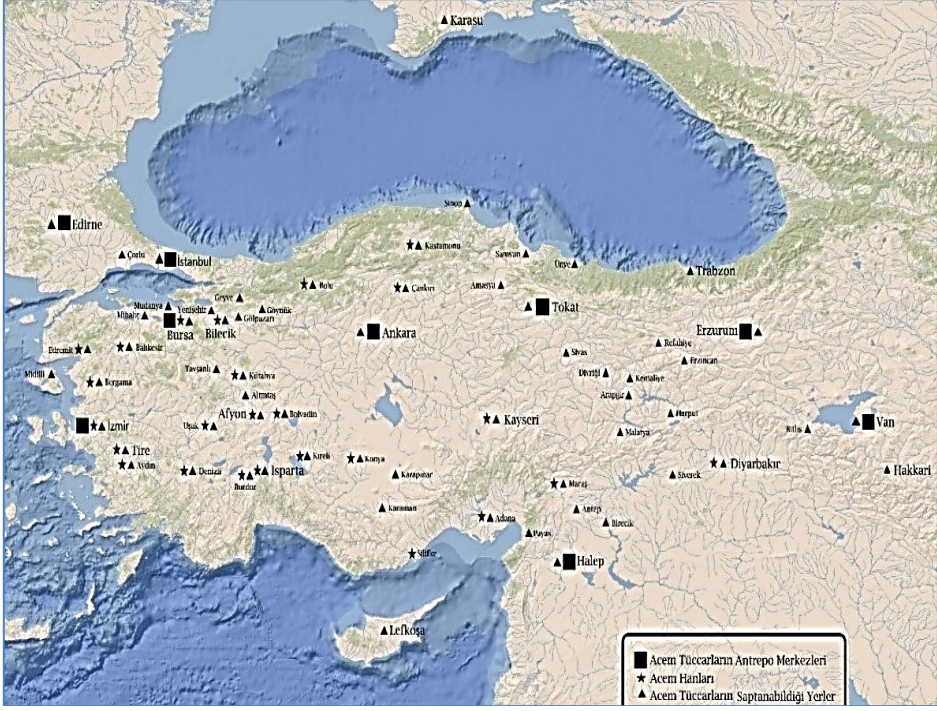 Karasu
Sinop
Edirne
Kastamonu
Çorlu
İstanbul
Samsun
Ünye
Trabzon
Bolu
Çankırı
Amasya
Geyve
Mudanya
Yenişehir
Göynük
Mihaliç
Gölpazarı
Tokat
Bursa
Bilecik
Ankara
Erzurum
Edremit
Balıkesir
Refahiye
Sivas
Erzincan
Midilli
Tavşanlı
Kütahya
Divriği
Kemaliye
Bergama
Altıntaş
Arapgir
Afyon
Bolvadin
Harput
İzmir
Uşak
Kayseri
Malatya
Bitlis
Van
Tire
Kireli
Konya
Aydın
Denizli
Isparta
Diyarbakır
Hakkari
Burdur
Karapınar
Siverek
Maraş
Karaman
Antep
Adana
Birecik
Payas
Silifke
Halep
Lefkoşa
Acem Tüccarların Antrepo Merkezleri
Acem Hanları
Acem Tüccarların Saptanabildiği Yerler